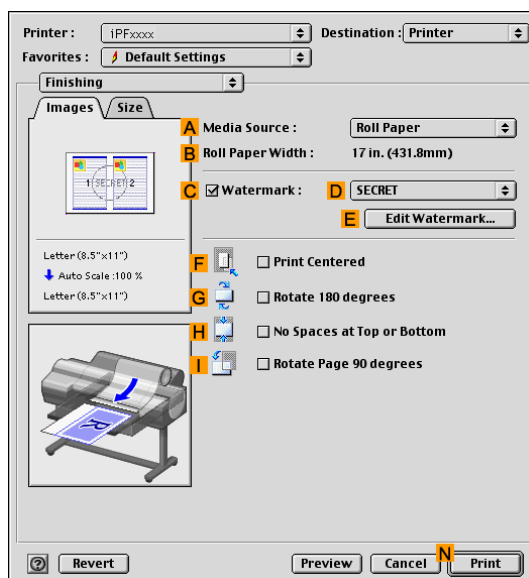 Printer : iPFxxxx Destination : Printer
Favorites : Default Settings
Finishing
Images Size
A Media Source : Roll Paper
B Roll Paper Width : 17 in. (431.8mm)
1 SECRET 2
C Watermark : D SECRET
E Edit Watermark...
Letter (8.5"x11")
Auto Scale :100 %
Letter (8.5"x11")
F Print Centered
G Rotate 180 degrees
H No Spaces at Top or Bottom
I Rotate Page 90 degrees
R
N
? Revert Preview Cancel Print